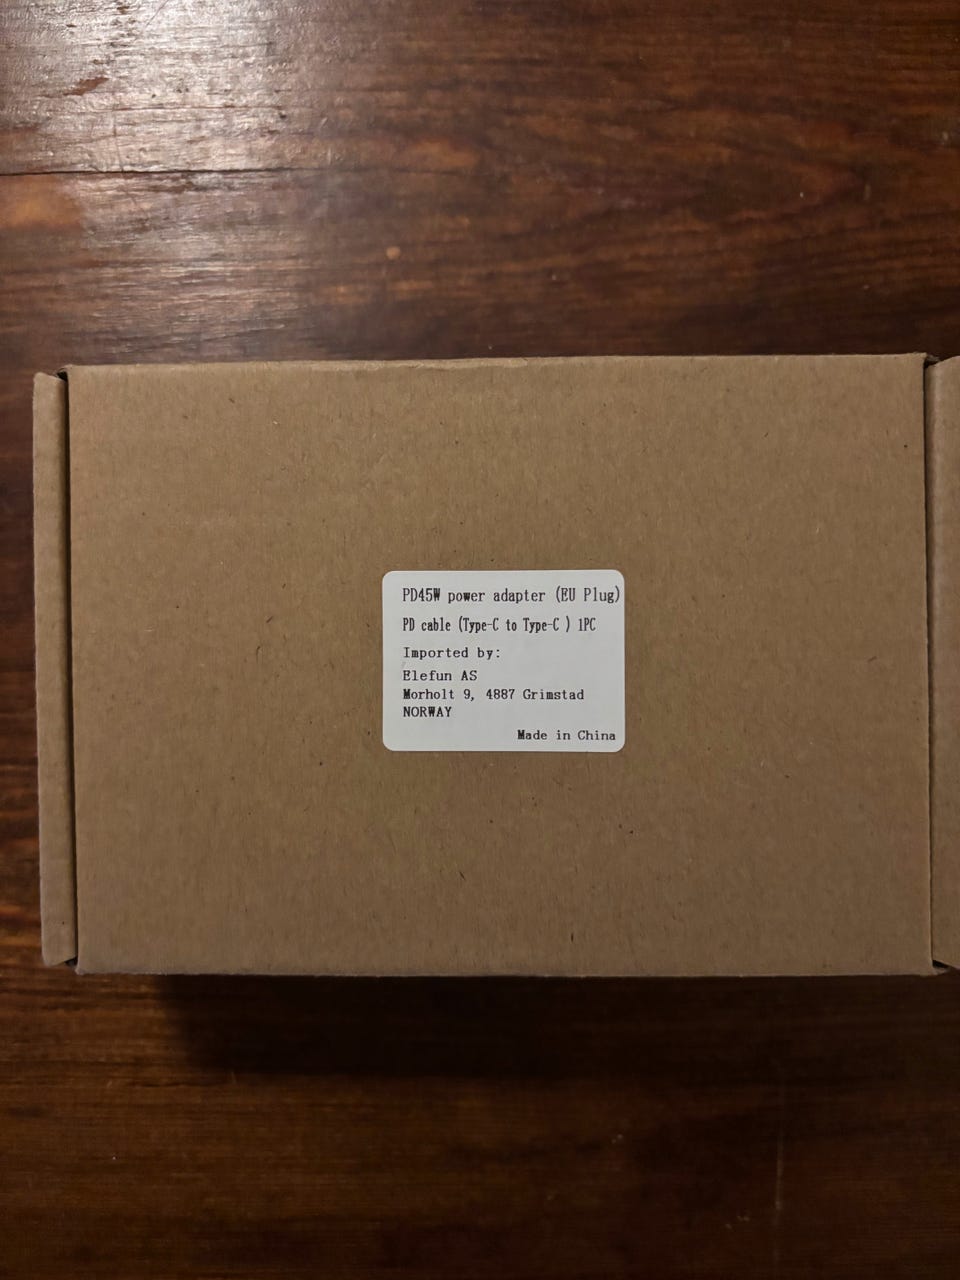 PD45W power adapter (EU Plug)
PD cable (Type-C to Type-C ) 1PC
Imported by:
Elefun AS
Morholt 9, 4887 Grimstad
NORWAY
Made in China